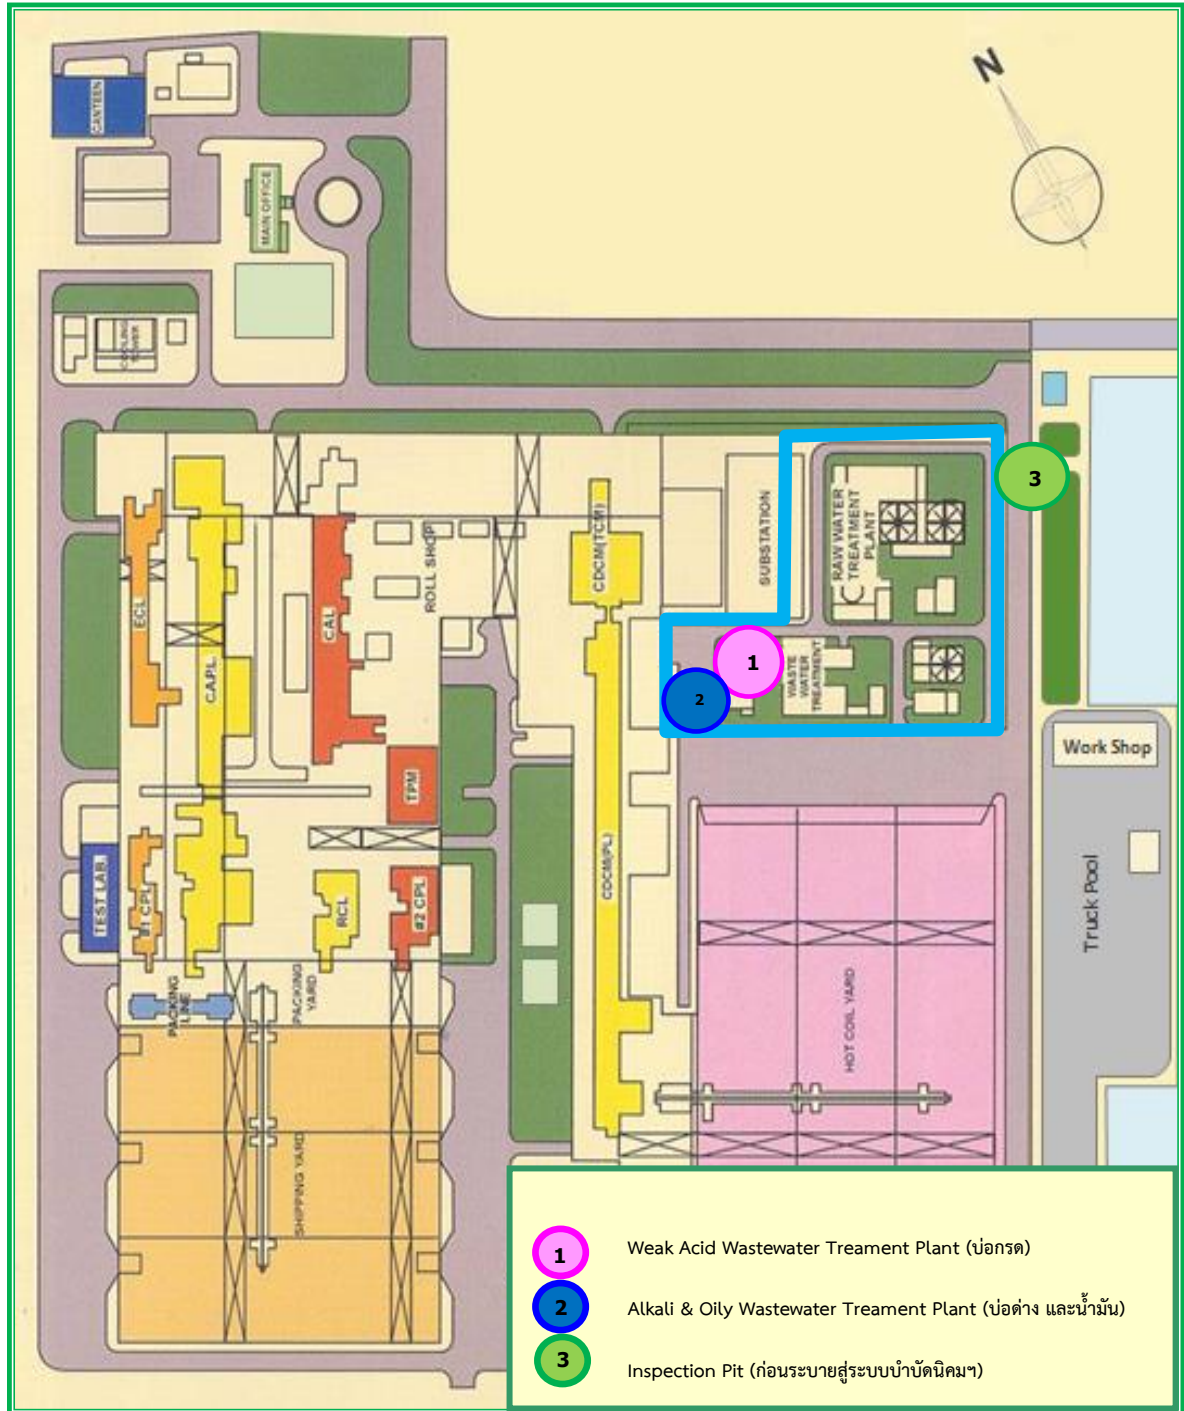 N
CANTEEN
MAIN OFFICE
COOLING
TOWER
3
SUBSTATION
RAW WATER
TREATMENT
PLANT
ROLL SHOP
CDCM(TCM)
ECL
CAPL
CAL
1
WASTE
WATER
TREATMENT
2
Work Shop
TPM
CDCM(PL)
Truck Pool
TEST LAB.
#1 CPL
RCL
#2 CPL
PACKING
LINE
PACKING
YARD
HOT COIL YARD
SHIPPING YARD
1 Weak Acid Wastewater Treament Plant (บ่อกรด)
2 Alkali & Oily Wastewater Treament Plant (บ่อด่าง และน้ำมัน)
3 Inspection Pit (ก่อนระบายสู่ระบบบำบัดนิคมฯ)